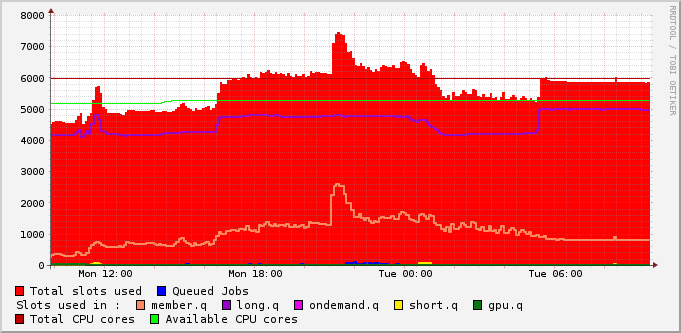 8000
7000
6000
5000
4000
3000
2000
1000
0
Mon 12:00 Mon 18:00 Tue 00:00 Tue 06:00
RRDTOOL / TOBI OETIKER
Total slots used Queued Jobs
Slots used in : member.q long.q ondemand.q short.q gpu.q
Total CPU cores Available CPU cores